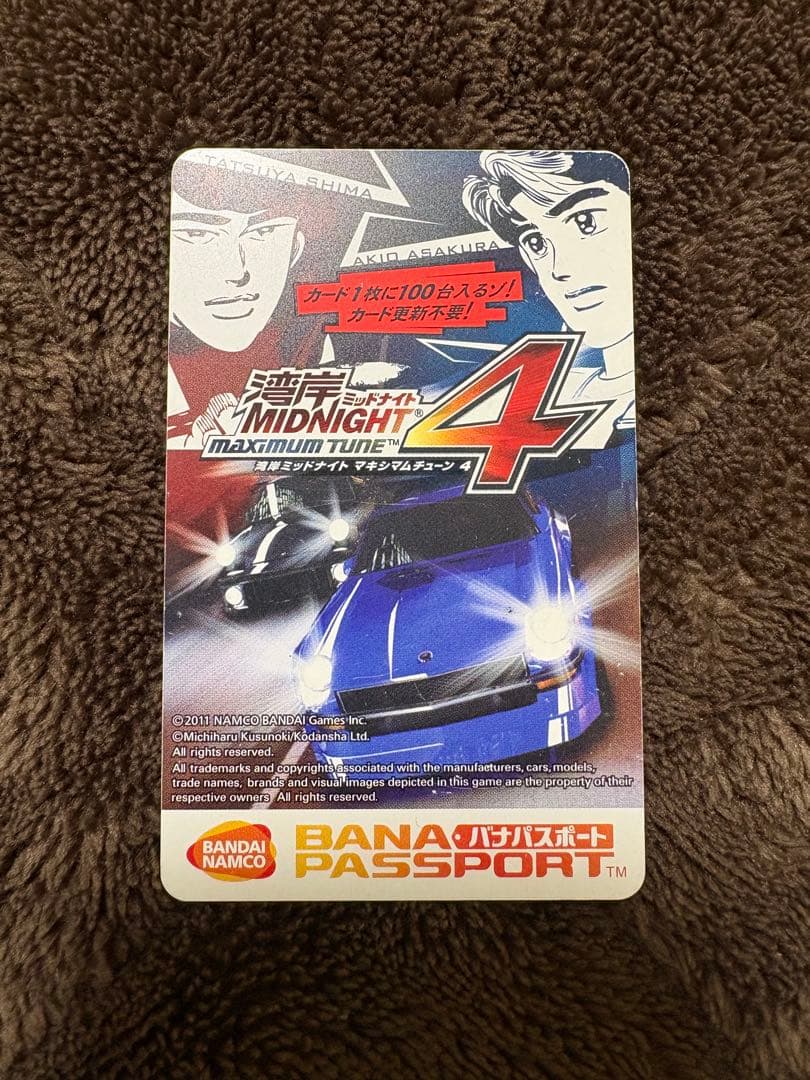 TATSUYA SHIMA
AKIO ASAKURA
カード1枚に100台入るゾ!
カード更新不要!
湾岸
ミッドナイト
MIDNIGHT®
MAXIMUM TUNE™
4
湾岸ミッドナイト マキシマムチューン 4
©2011 NAMCO BANDAI Games Inc.
©Michiharu Kusunoki/Kodansha Ltd.
All rights reserved.
All trademarks and copyrights associated with the manufacturers, cars, models,
trade names, brands and visual images depicted in this game are the property of their
respective owners All rights reserved.
BANDAI
NAMCO
BANA・バナパスポート
PASSPORT™